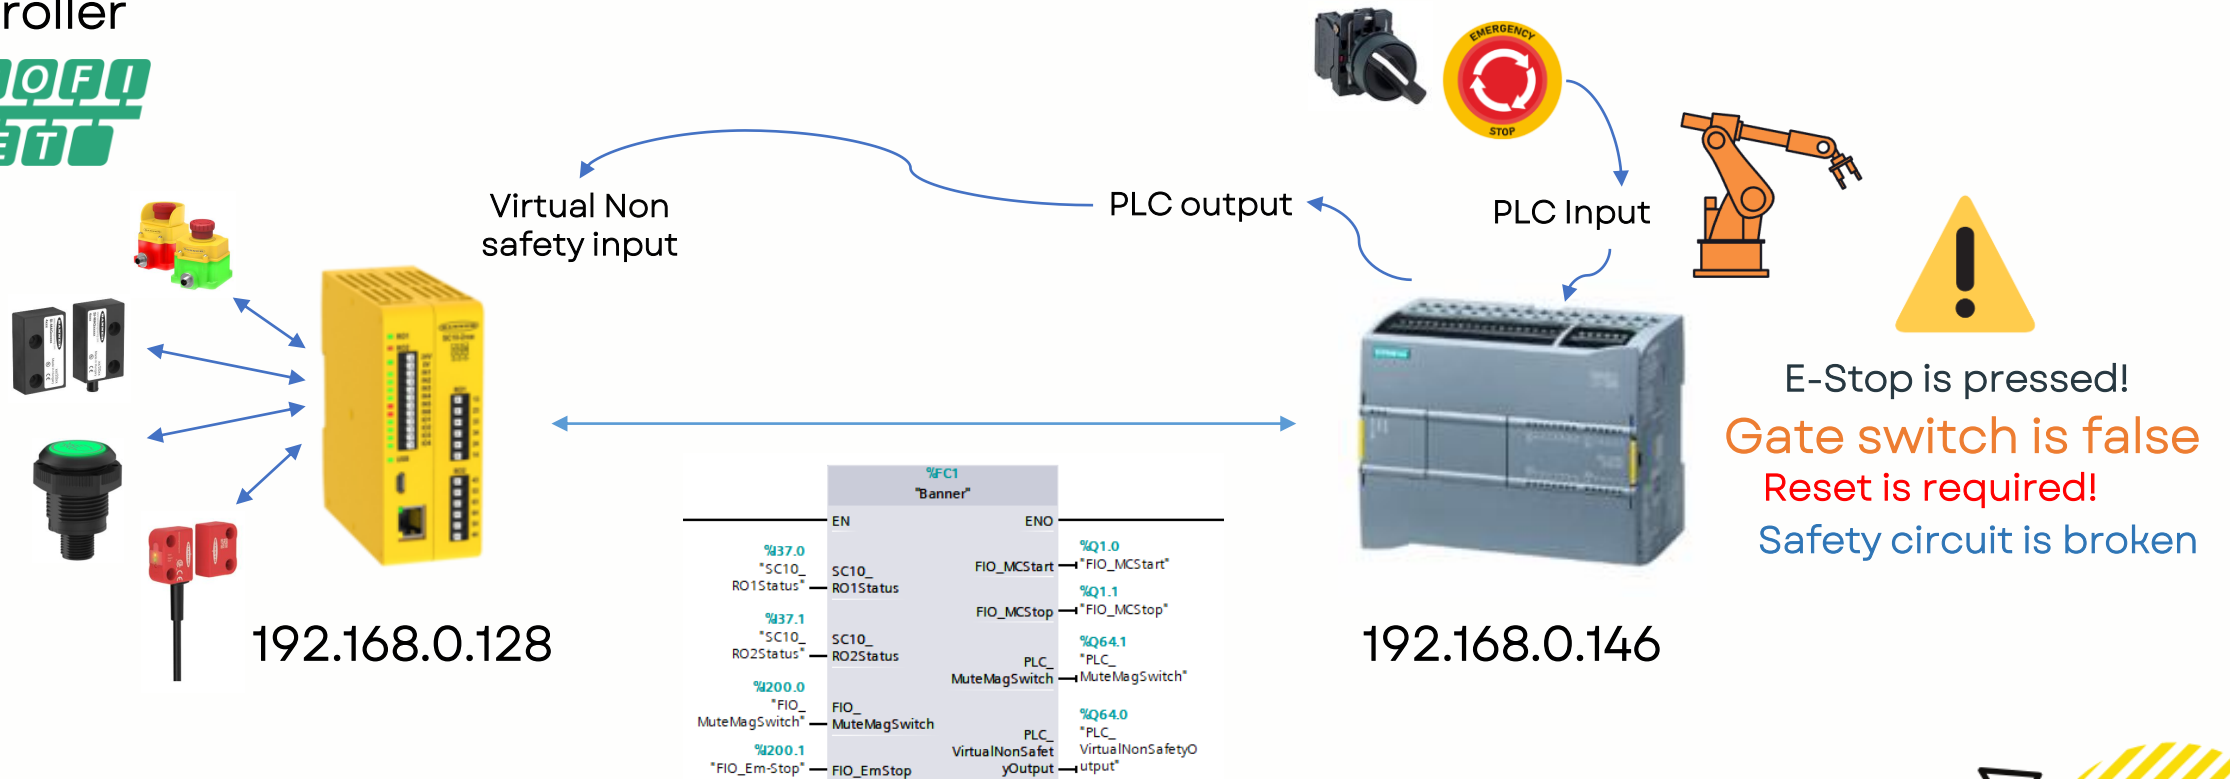 roller
OFI
ET
EMERGENCY
STOP
Virtual Non
safety input
PLC output
PLC Input
SIEMENS
E-Stop is pressed!
Gate switch is false
Reset is required!
Safety circuit is broken
192.168.0.128
192.168.0.146
%FC1
"Banner"
EN
ENO
%I37.0
"SC10_
RO1Status"
SC10_
RO1Status
%I37.1
"SC10_
RO2Status"
SC10_
RO2Status
%I200.0
"FIO_
MuteMagSwitch"
FIO_
MuteMagSwitch
%I200.1
"FIO_Em-Stop"
FIO_EmStop
FIO_MCStart
%Q1.0
"FIO_MCStart"
FIO_MCStop
%Q1.1
"FIO_MCStop"
PLC_
MuteMagSwitch
%Q64.1
"PLC_
MuteMagSwitch"
PLC_
VirtualNonSafet
yOutput
%Q64.0
"PLC_
VirtualNonSafetyO
utput"